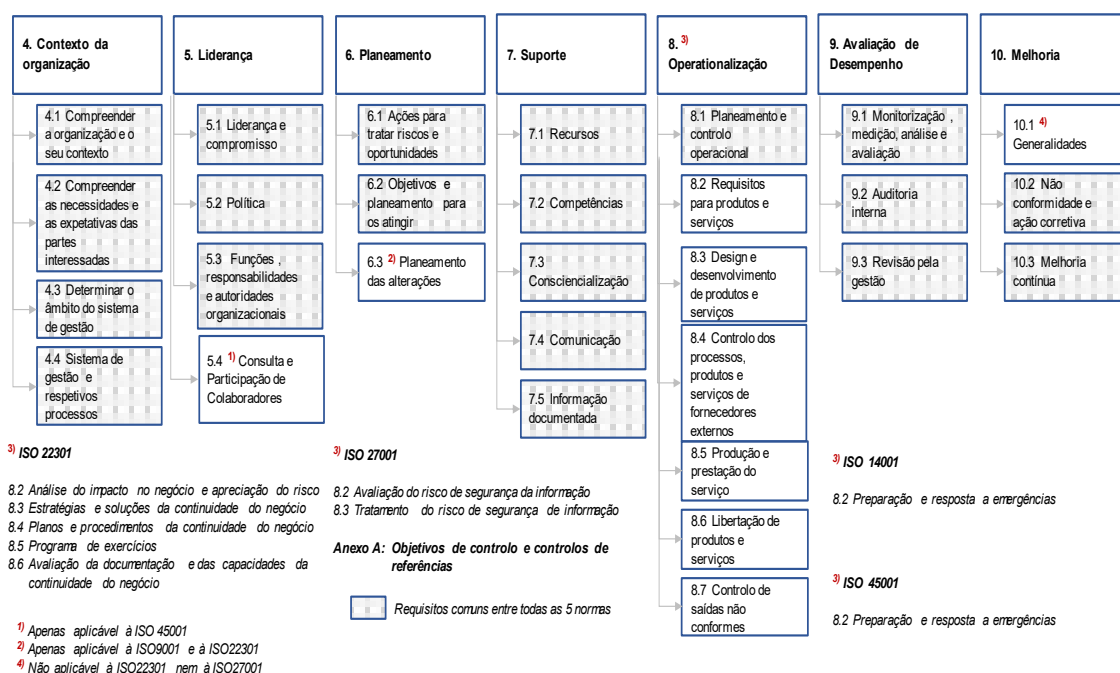 4. Contexto da
organização
4.1 Compreender
a organização e o
seu contexto
4.2 Compreender
as necessidades e
as expetativas das
partes
interessadas
4.3 Determinar o
âmbito do sistema
de gestão
4.4 Sistema de
gestão e
respetivos
processos
5. Liderança
5.1 Liderança e
compromisso
5.2 Política
5.3 Funções ,
responsabilidades
e autoridades
organizacionais
5.4 1) Consulta e
Participação de
Colaboradores
6. Planeamento
6.1 Ações para
tratar riscos e
oportunidades
6.2 Objetivos e
planeamento para
os atingir
6.3 2) Planeamento
das alterações
7. Suporte
7.1 Recursos
7.2 Competências
7.3
Consciencialização
7.4 Comunicação
7.5 Informação
documentada
8. 3)
Operationalização
8.1 Planeamento e
controlo
operacional
8.2 Requisitos
para produtos e
serviços
8.3 Design e
desenvolvimento
de produtos e
serviços
8.4 Controlo dos
processos,
produtos e
serviços de
fornecedores
externos
8.5 Produção e
prestação do
serviço
8.6 Libertação de
produtos e
serviços
8.7 Controlo de
saídas não
conformes
9. Avaliação de
Desempenho
9.1 Monitorização ,
medição, análise e
avaliação
9.2 Auditoria
interna
9.3 Revisão pela
gestão
10. Melhoria
10.1 4)
Generalidades
10.2 Não
conformidade e
ação corretiva
10.3 Melhoria
contínua
3) ISO 22301
8.2 Análise do impacto no negócio e apreciação do risco
8.3 Estratégias e soluções da continuidade do negócio
8.4 Planos e procedimentos da continuidade do negócio
8.5 Programa de exercícios
8.6 Avaliação da documentação e das capacidades da
continuidade do negócio
3) ISO 27001
8.2 Avaliação do risco de segurança da informação
8.3 Tratamento do risco de segurança de informação
Anexo A: Objetivos de controlo e controlos de
referências
Requisitos comuns entre todas as 5 normas
3) ISO 14001
8.2 Preparação e resposta a emergências
3) ISO 45001
8.2 Preparação e resposta a emergências
1) Apenas aplicável à ISO 45001
2) Apenas aplicável à ISO9001 e à ISO22301
4) Não aplicável à ISO22301 nem à ISO27001